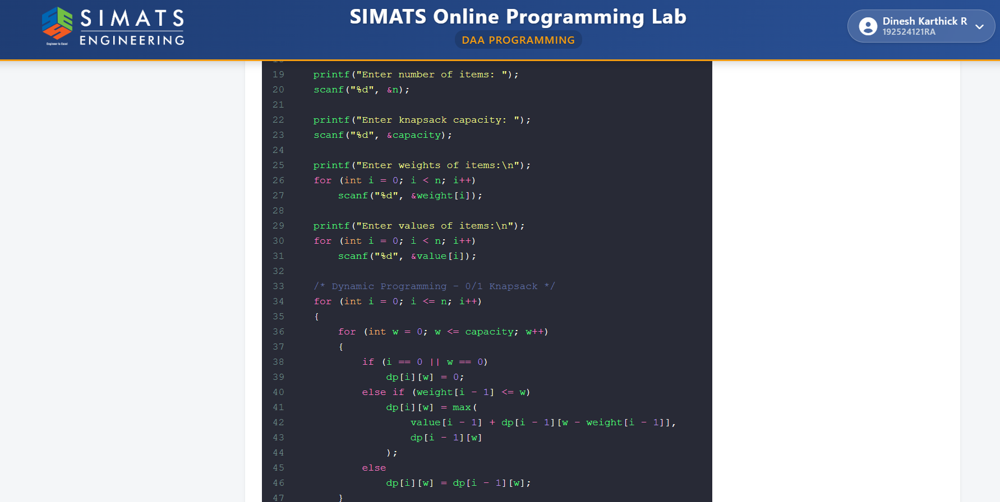 SIMATS
ENGINEERING
Engineer to Excel
SIMATS Online Programming Lab
DAA PROGRAMMING
Dinesh Karthick R
192524121RA
19 printf("Enter number of items: ");
20 scanf("%d", &n);
21
22 printf("Enter knapsack capacity: ");
23 scanf("%d", &capacity);
24
25 printf("Enter weights of items:\n");
26 for (int i = 0; i < n; i++)
27 scanf("%d", &weight[i]);
28
29 printf("Enter values of items:\n");
30 for (int i = 0; i < n; i++)
31 scanf("%d", &value[i]);
32
33 /* Dynamic Programming - 0/1 Knapsack */
34 for (int i = 0; i <= n; i++)
35 {
36 for (int w = 0; w <= capacity; w++)
37 {
38 if (i == 0 || w == 0)
39 dp[i][w] = 0;
40 else if (weight[i - 1] <= w)
41 dp[i][w] = max(
42 value[i - 1] + dp[i - 1][w - weight[i - 1]],
43 dp[i - 1][w]
44 );
45 else
46 dp[i][w] = dp[i - 1][w];
47 }